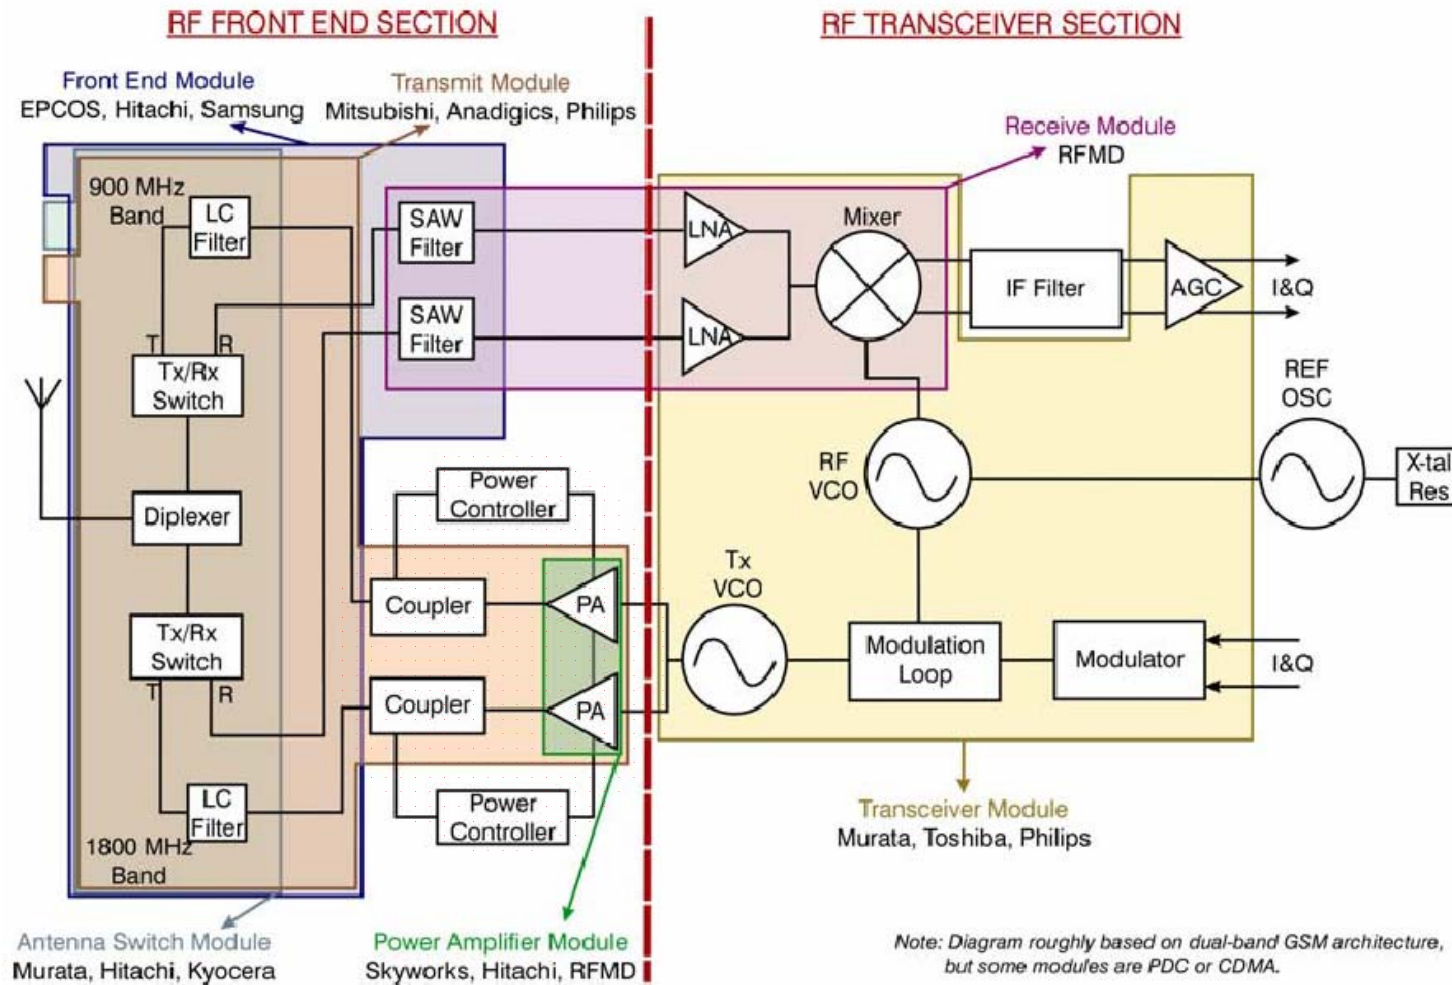 RF FRONT END SECTION
RF TRANSCEIVER SECTION
Front End Module
EPCOS, Hitachi, Samsung
Transmit Module
Mitsubishi, Anadigics, Philips
Receive Module
RFMD
900 MHz
Band
LC
Filter
SAW
Filter
SAW
Filter
LNA
LNA
Mixer
IF Filter
AGC
I&Q
T
R
Tx/Rx
Switch
REF
OSC
X-tal
Res
RF
VCO
Power
Controller
Diplexer
Tx
VCO
Coupler
PA
Tx/Rx
Switch
T
R
Coupler
PA
Modulation
Loop
Modulator
I&Q
LC
Filter
Power
Controller
1800 MHz
Band
Transceiver Module
Murata, Toshiba, Philips
Antenna Switch Module
Murata, Hitachi, Kyocera
Power Amplifier Module
Skyworks, Hitachi, RFMD
Note: Diagram roughly based on dual-band GSM architecture,
but some modules are PDC or CDMA.